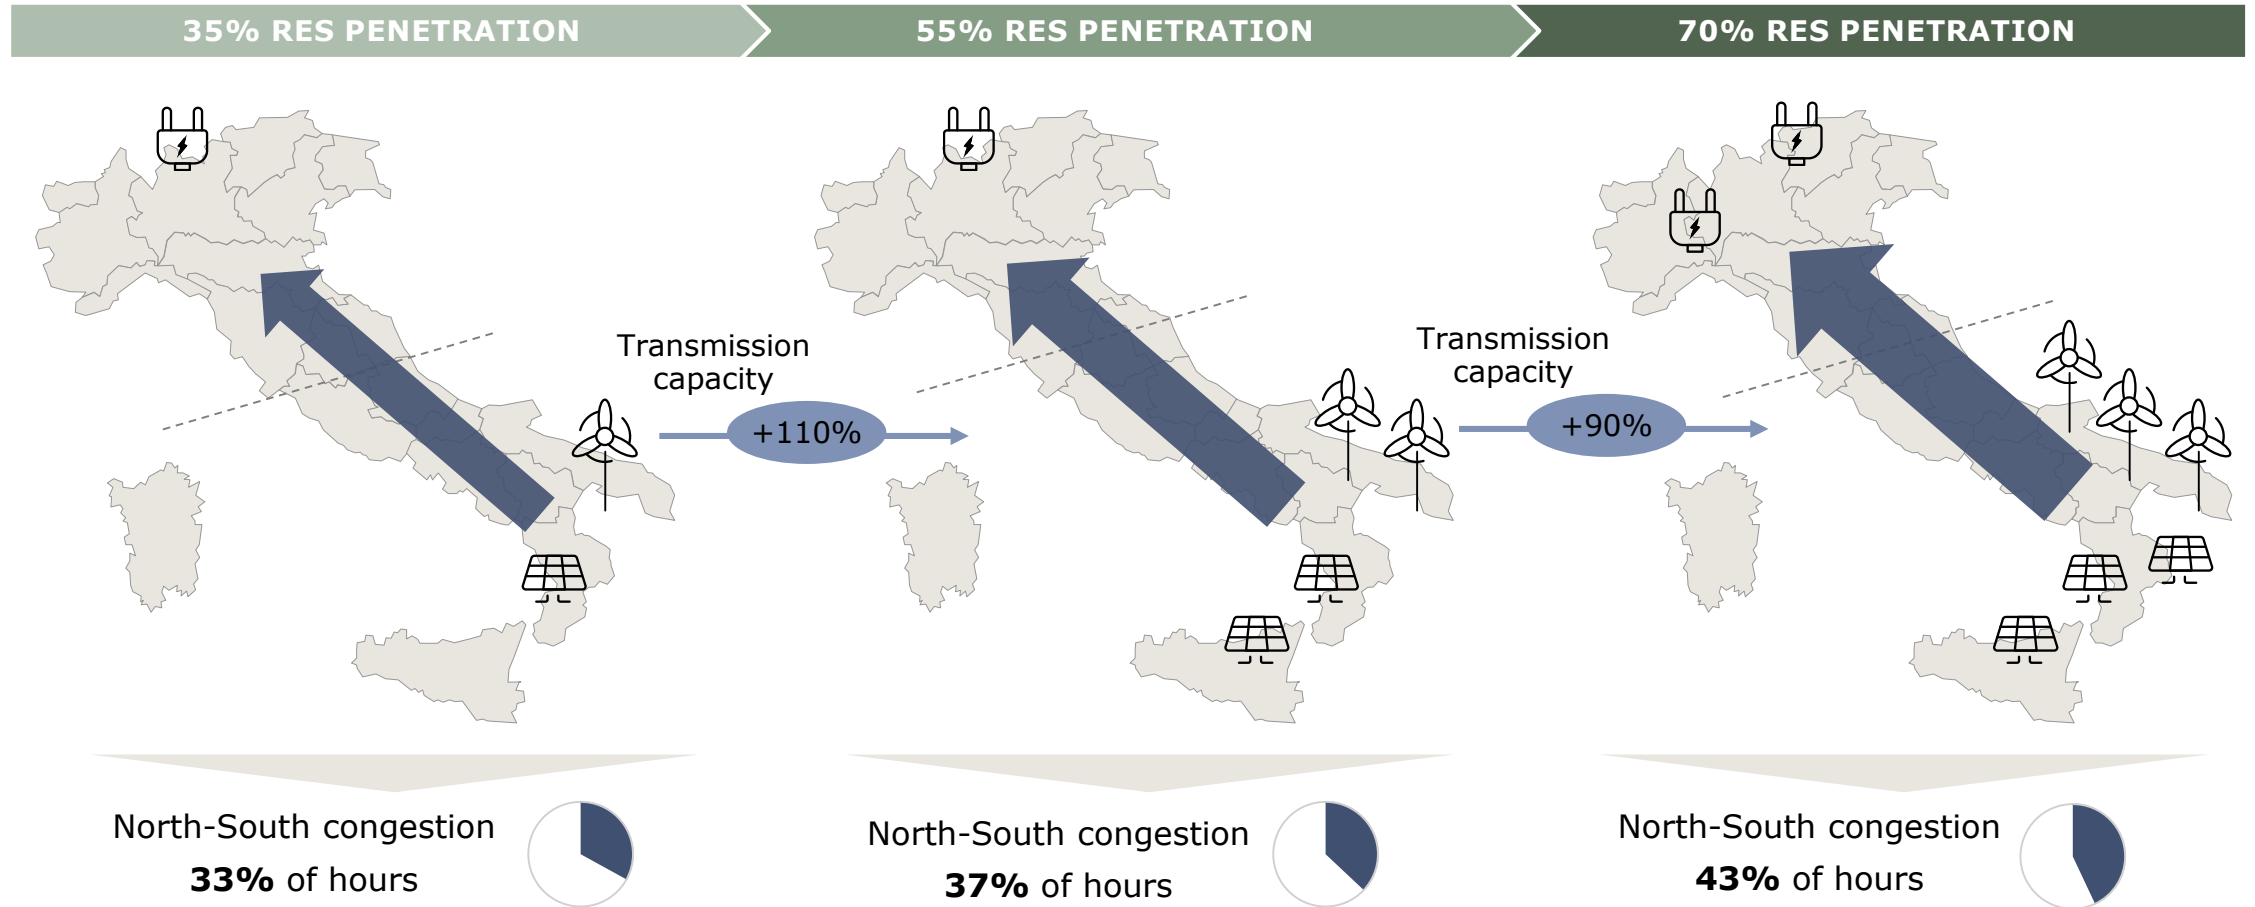 35% RES PENETRATION
55% RES PENETRATION
70% RES PENETRATION
Transmission
capacity
+110%
Transmission
capacity
+90%
North-South congestion
33% of hours
North-South congestion
37% of hours
North-South congestion
43% of hours